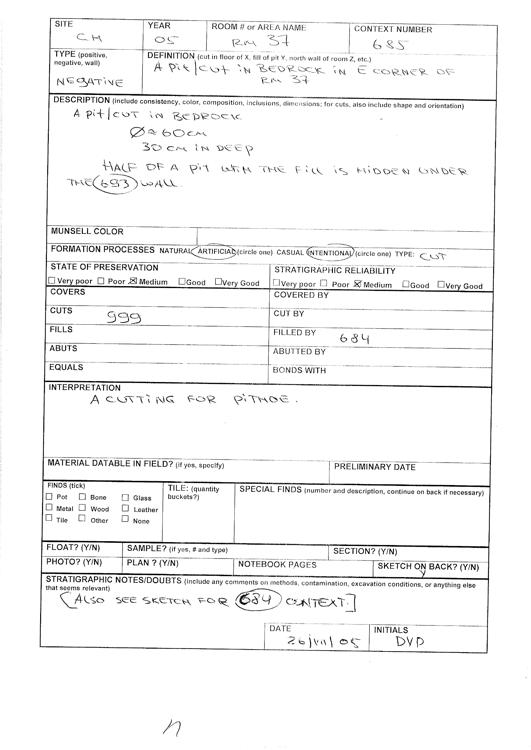 SITE
CH
YEAR
05
ROOM # or AREA NAME
RM 37
CONTEXT NUMBER
685
TYPE (positive, negative, wall)
NEGATIVE
DEFINITION (cut in floor of X, fill of pit Y, north wall of room Z, etc.)
A Pit/CUT IN BEDROCK IN E CORNER OF
RM 37
DESCRIPTION (include consistency, color, composition, inclusions, dimensions; for cuts, also include shape and orientation)
A Pit/CUT IN BEDROCK
Ø ≈ 60cm
30 cm IN DEEP
HALF OF A PIT WITH THE FILL IS HIDDEN UNDER
THE 693 WALL.
MUNSELL COLOR
FORMATION PROCESSES NATURAL ARTIFICIAL (circle one) CASUAL INTENTIONAL (circle one) TYPE: CUT
STATE OF PRESERVATION
☐ Very poor ☐ Poor ☒ Medium ☐ Good ☐ Very Good
STRATIGRAPHIC RELIABILITY
☐ Very poor ☐ Poor ☒ Medium ☐ Good ☐ Very Good
COVERS
COVERED BY
CUTS 999
CUT BY
FILLS
FILLED BY 684
ABUTS
ABUTTED BY
EQUALS
BONDS WITH
INTERPRETATION
A CUTTING FOR PITHOE.
MATERIAL DATABLE IN FIELD? (if yes, specify)
PRELIMINARY DATE
FINDS (tick)
☐ Pot ☐ Bone ☐ Glass
☐ Metal ☐ Wood ☐ Leather
☐ Tile ☐ Other ☐ None
TILE: (quantity buckets?)
SPECIAL FINDS (number and description, continue on back if necessary)
FLOAT? (Y/N)
SAMPLE? (if yes, # and type)
SECTION? (Y/N)
PHOTO? (Y/N)
PLAN ? (Y/N)
NOTEBOOK PAGES
SKETCH ON BACK? (Y/N)
Y
STRATIGRAPHIC NOTES/DOUBTS (Include any comments on methods, contamination, excavation conditions, or anything else
that seems relevant)
[ALSO SEE SKETCH FOR 684 CONTEXT.]
DATE
26/VII/05
INITIALS
DVD